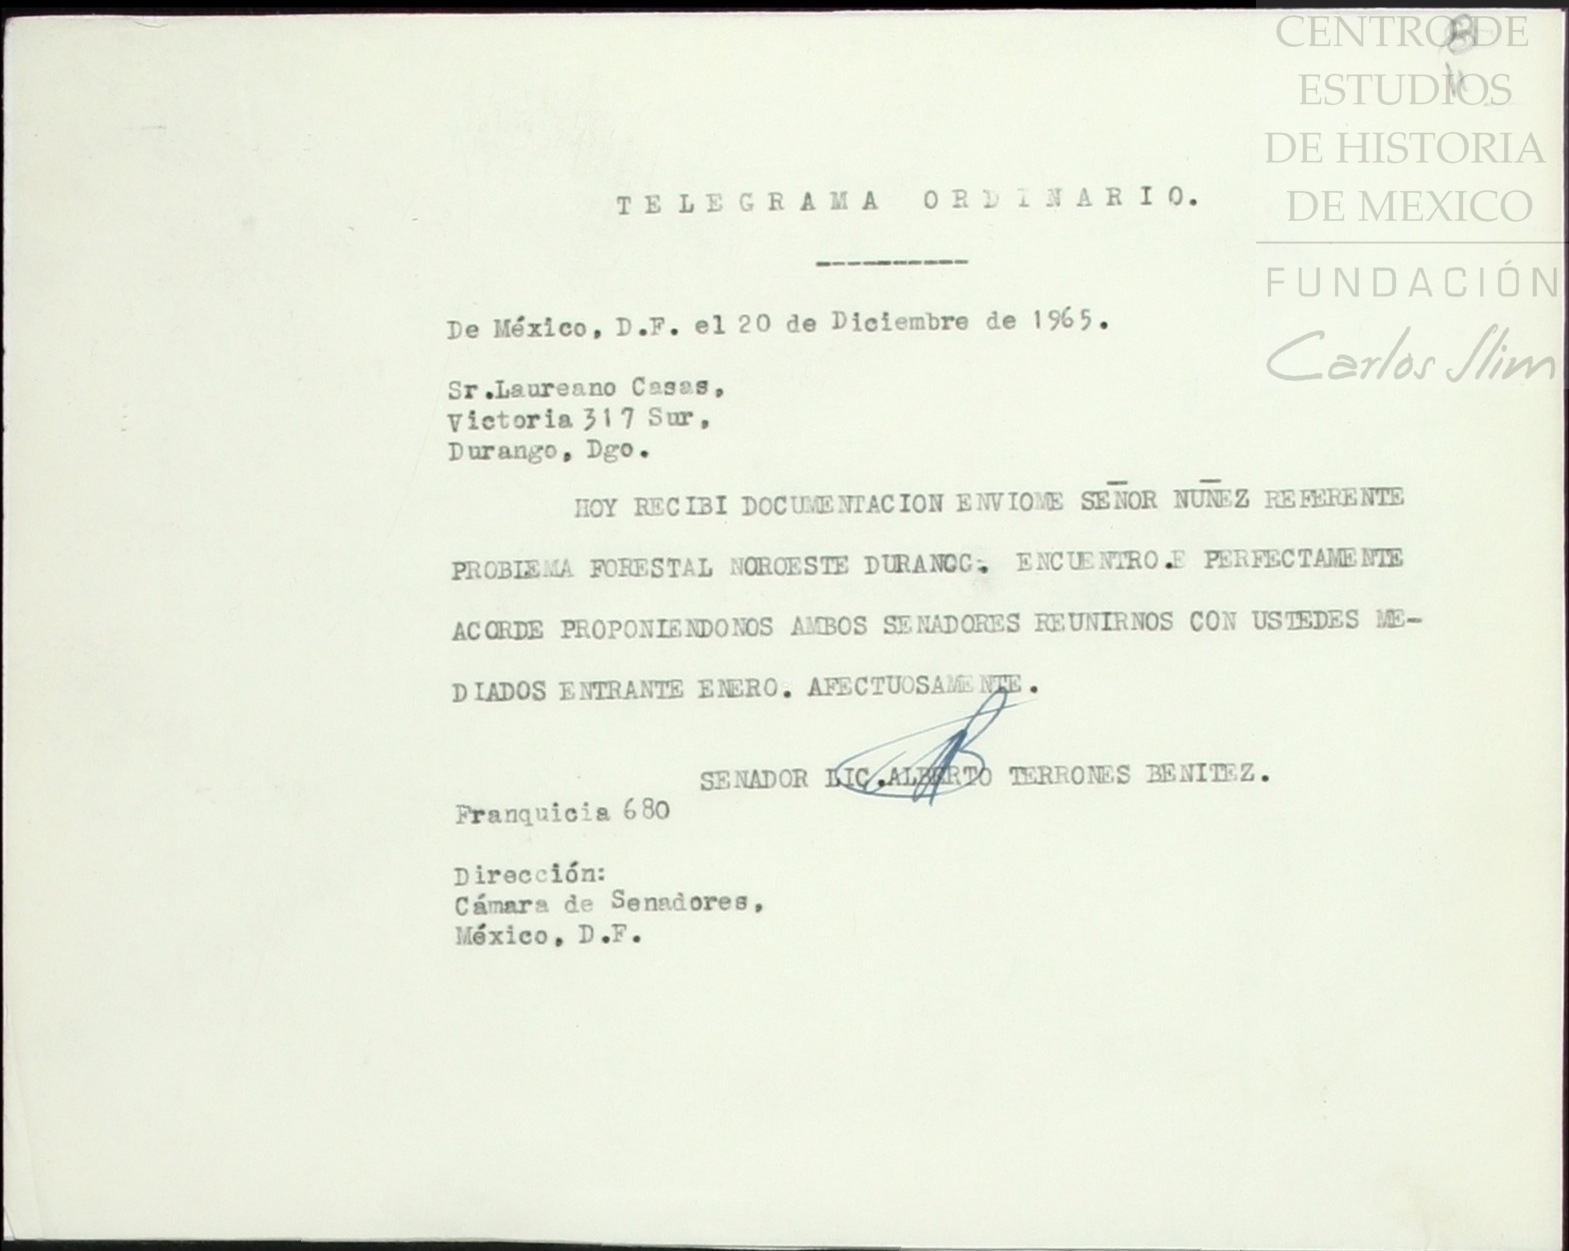 CENTRO DE
ESTUDIOS
DE HISTORIA
DE MEXICO
FUNDACIÓN
Carlos Slim
TELEGRAMA ORDINARIO.
----------
De México, D.F. el 20 de Diciembre de 1965.
Sr.Laureano Casas,
Victoria 317 Sur,
Durango, Dgo.
HOY RECIBI DOCUMENTACION ENVIOME SEÑOR NUÑEZ REFERENTE
PROBLEMA FORESTAL NOROESTE DURANGO. ENCUENTROME PERFECTAMENTE
ACORDE PROPONIENDONOS AMBOS SENADORES REUNIRNOS CON USTEDES ME-
DIADOS ENTRANTE ENERO. AFECTUOSAMENTE.
SENADOR LIC.ALBERTO TERRONES BENITEZ.
Franquicia 680
Dirección:
Cámara de Senadores,
México, D.F.